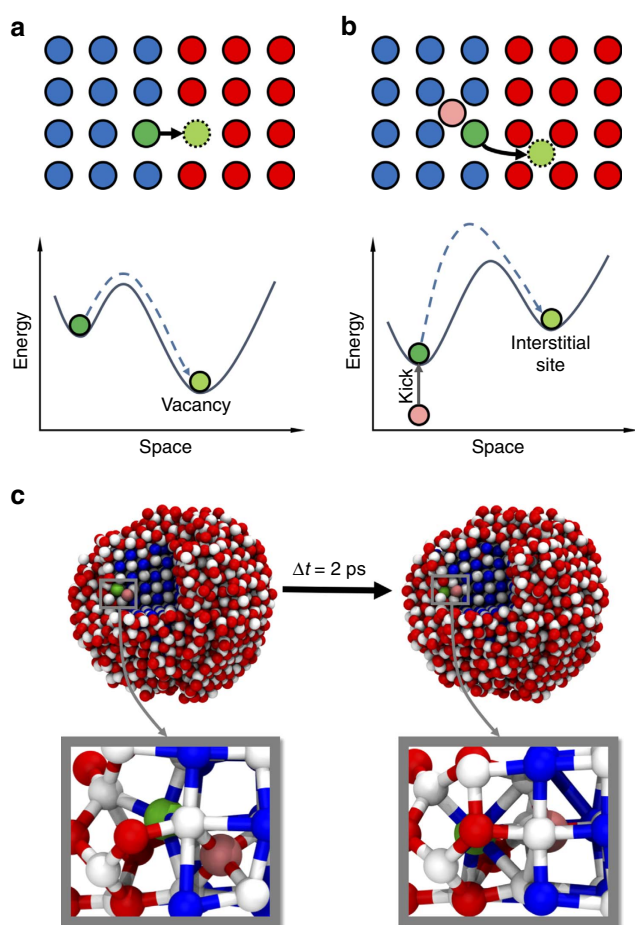 a
b
Energy
Vacancy
Space
Energy
Kick
Interstitial
site
Space
c
Δt = 2 ps